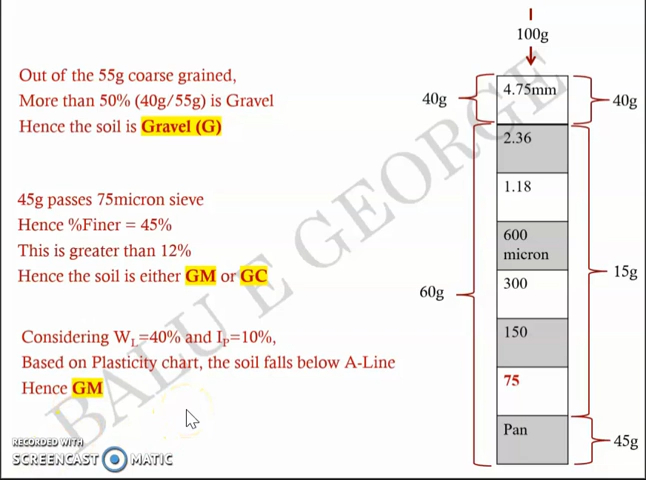 100g
Out of the 55g coarse grained,
More than 50% (40g/55g) is Gravel
Hence the soil is Gravel (G)
45g passes 75micron sieve
Hence %Finer = 45%
This is greater than 12%
Hence the soil is either GM or GC
Considering WL=40% and IP=10%,
Based on Plasticity chart, the soil falls below A-Line
Hence GM
40g
60g
4.75mm
2.36
1.18
600
micron
300
150
75
Pan
40g
15g
45g
BALU E GEORGE
RECORDED WITH
SCREENCAST MATIC